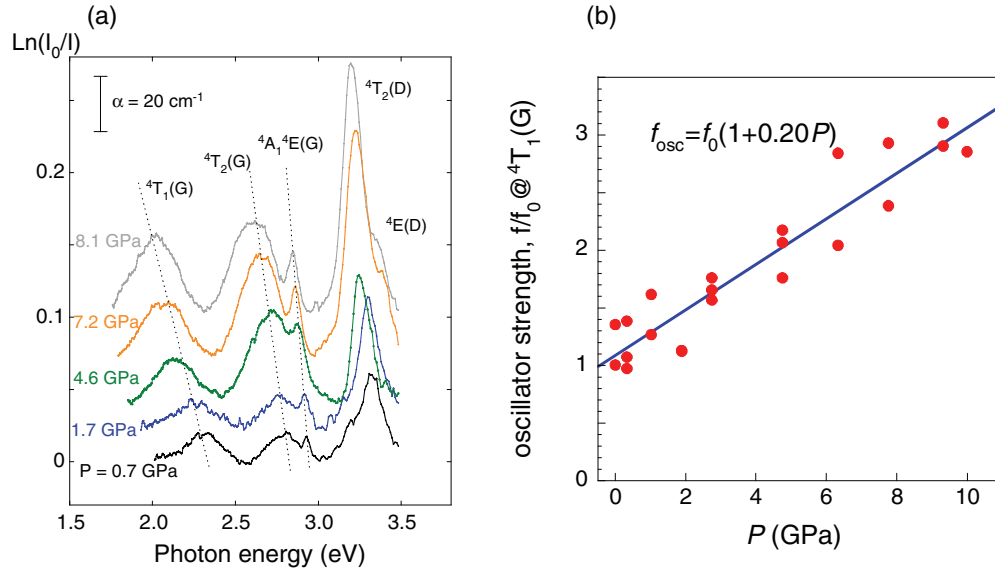 (a)
Ln(I₀/I)
α = 20 cm⁻¹
⁴T₂(D)
⁴A₁⁴E(G)
⁴T₂(G)
⁴T₁(G)
⁴E(D)
0.2
8.1 GPa
0.1
7.2 GPa
4.6 GPa
1.7 GPa
0
P = 0.7 GPa
1.5 2.0 2.5 3.0 3.5
Photon energy (eV)
(b)
f_osc=f₀(1+0.20P)
oscillator strength, f/f₀ @ ⁴T₁(G)
3
2
1
0
0 2 4 6 8 10
P (GPa)